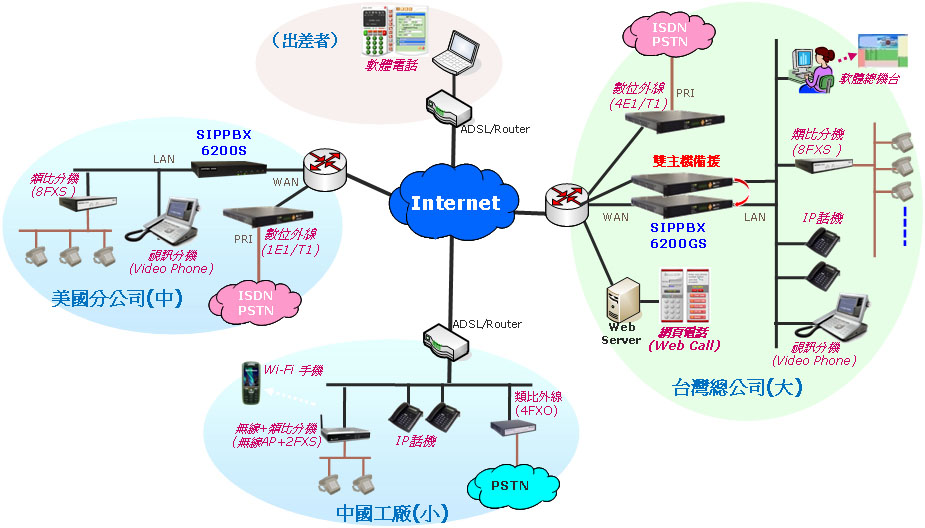 (出差者)
軟體電話
ADSL/Router
ISDN
PSTN
數位外線
(4E1/T1)
PRI
軟體總機台
類比分機
(8FXS)
雙主機備援
SIPPBX
6200GS
WAN
LAN
IP話機
Web
Server
網頁電話
(Web Call)
視訊分機
(Video Phone)
台灣總公司(大)
Internet
SIPPBX
6200S
LAN
WAN
類比分機
(8FXS )
視訊分機
(Video Phone)
PRI
數位外線
(1E1/T1)
ISDN
PSTN
美國分公司(中)
ADSL/Router
Wi-Fi 手機
無線+類比分機
(無線AP+2FXS)
IP話機
類比外線
(4FXO)
PSTN
中國工廠(小)